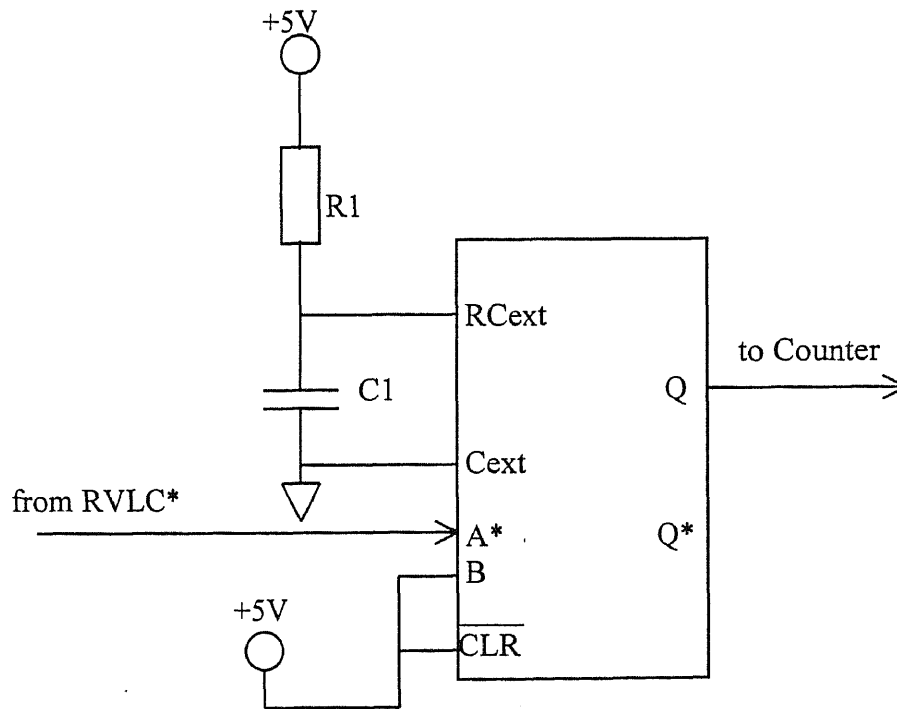 +5V
R1
RCext
to Counter
C1
Q
Cext
from RVLC*
A*
Q*
B
+5V
CLR